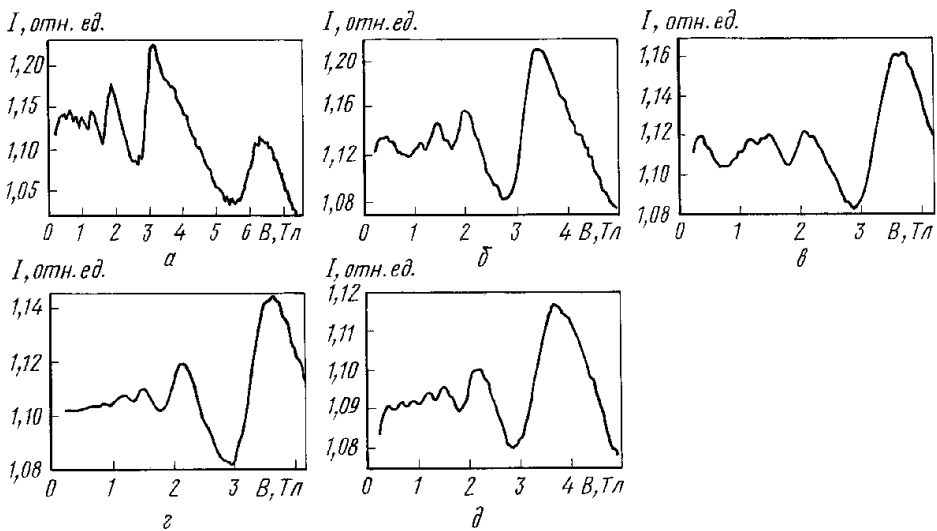 I, отн. ед.
1,20
1,15
1,10
1,05
0 1 2 3 4 5 6 В, Тл
а
I, отн. ед.
1,20
1,16
1,12
1,08
0 1 2 3 4 В, Тл
б
I, отн. ед.
1,16
1,14
1,12
1,10
1,08
0 1 2 3 В, Тл
в
I, отн. ед.
1,14
1,12
1,10
1,08
0 1 2 3 В, Тл
г
I, отн. ед.
1,12
1,11
1,10
1,09
1,08
0 1 2 3 4 В, Тл
д